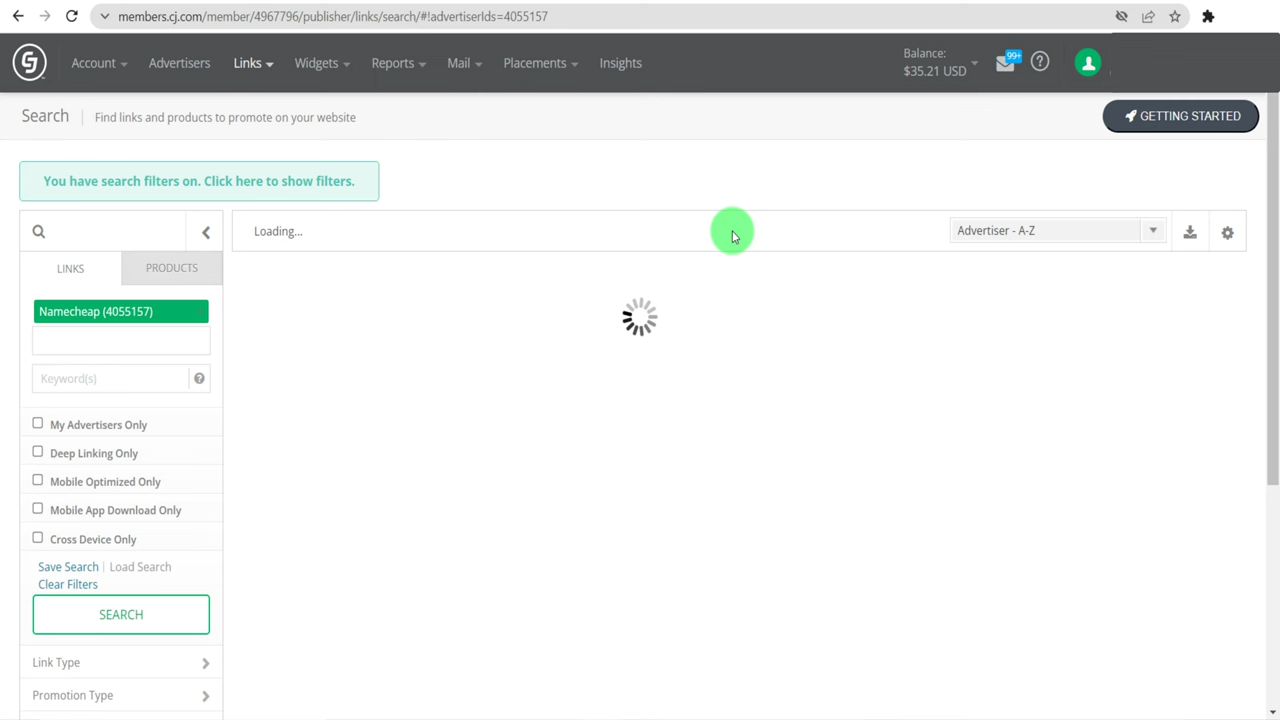 members.cj.com/member/4967796/publisher/links/search/#!advertiserIds=4055157
Account
Advertisers
Links
Widgets
Reports
Mail
Placements
Insights
Balance:
$35.21 USD
99+
Search
Find links and products to promote on your website
GETTING STARTED
You have search filters on. Click here to show filters.
Loading...
Advertiser - A-Z
LINKS
PRODUCTS
Namecheap (4055157)
Keyword(s)
My Advertisers Only
Deep Linking Only
Mobile Optimized Only
Mobile App Download Only
Cross Device Only
Save Search
Load Search
Clear Filters
SEARCH
Link Type
Promotion Type